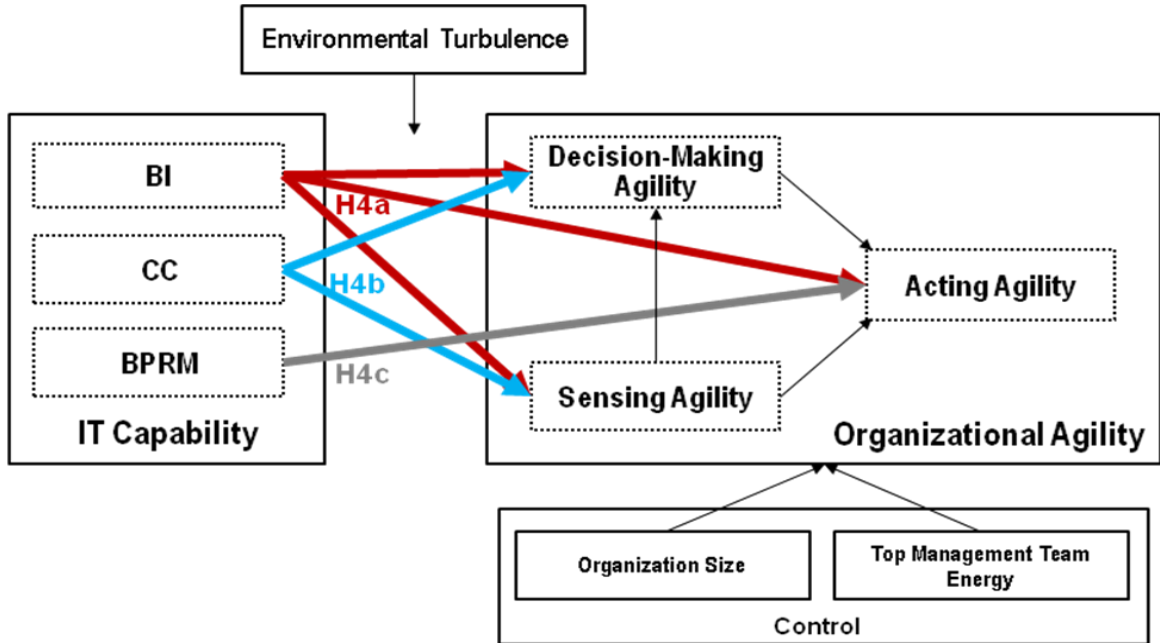 Environmental Turbulence
BI
CC
BPRM
IT Capability
H4a
H4b
H4c
Decision-Making
Agility
Sensing Agility
Acting Agility
Organizational Agility
Organization Size
Top Management Team
Energy
Control